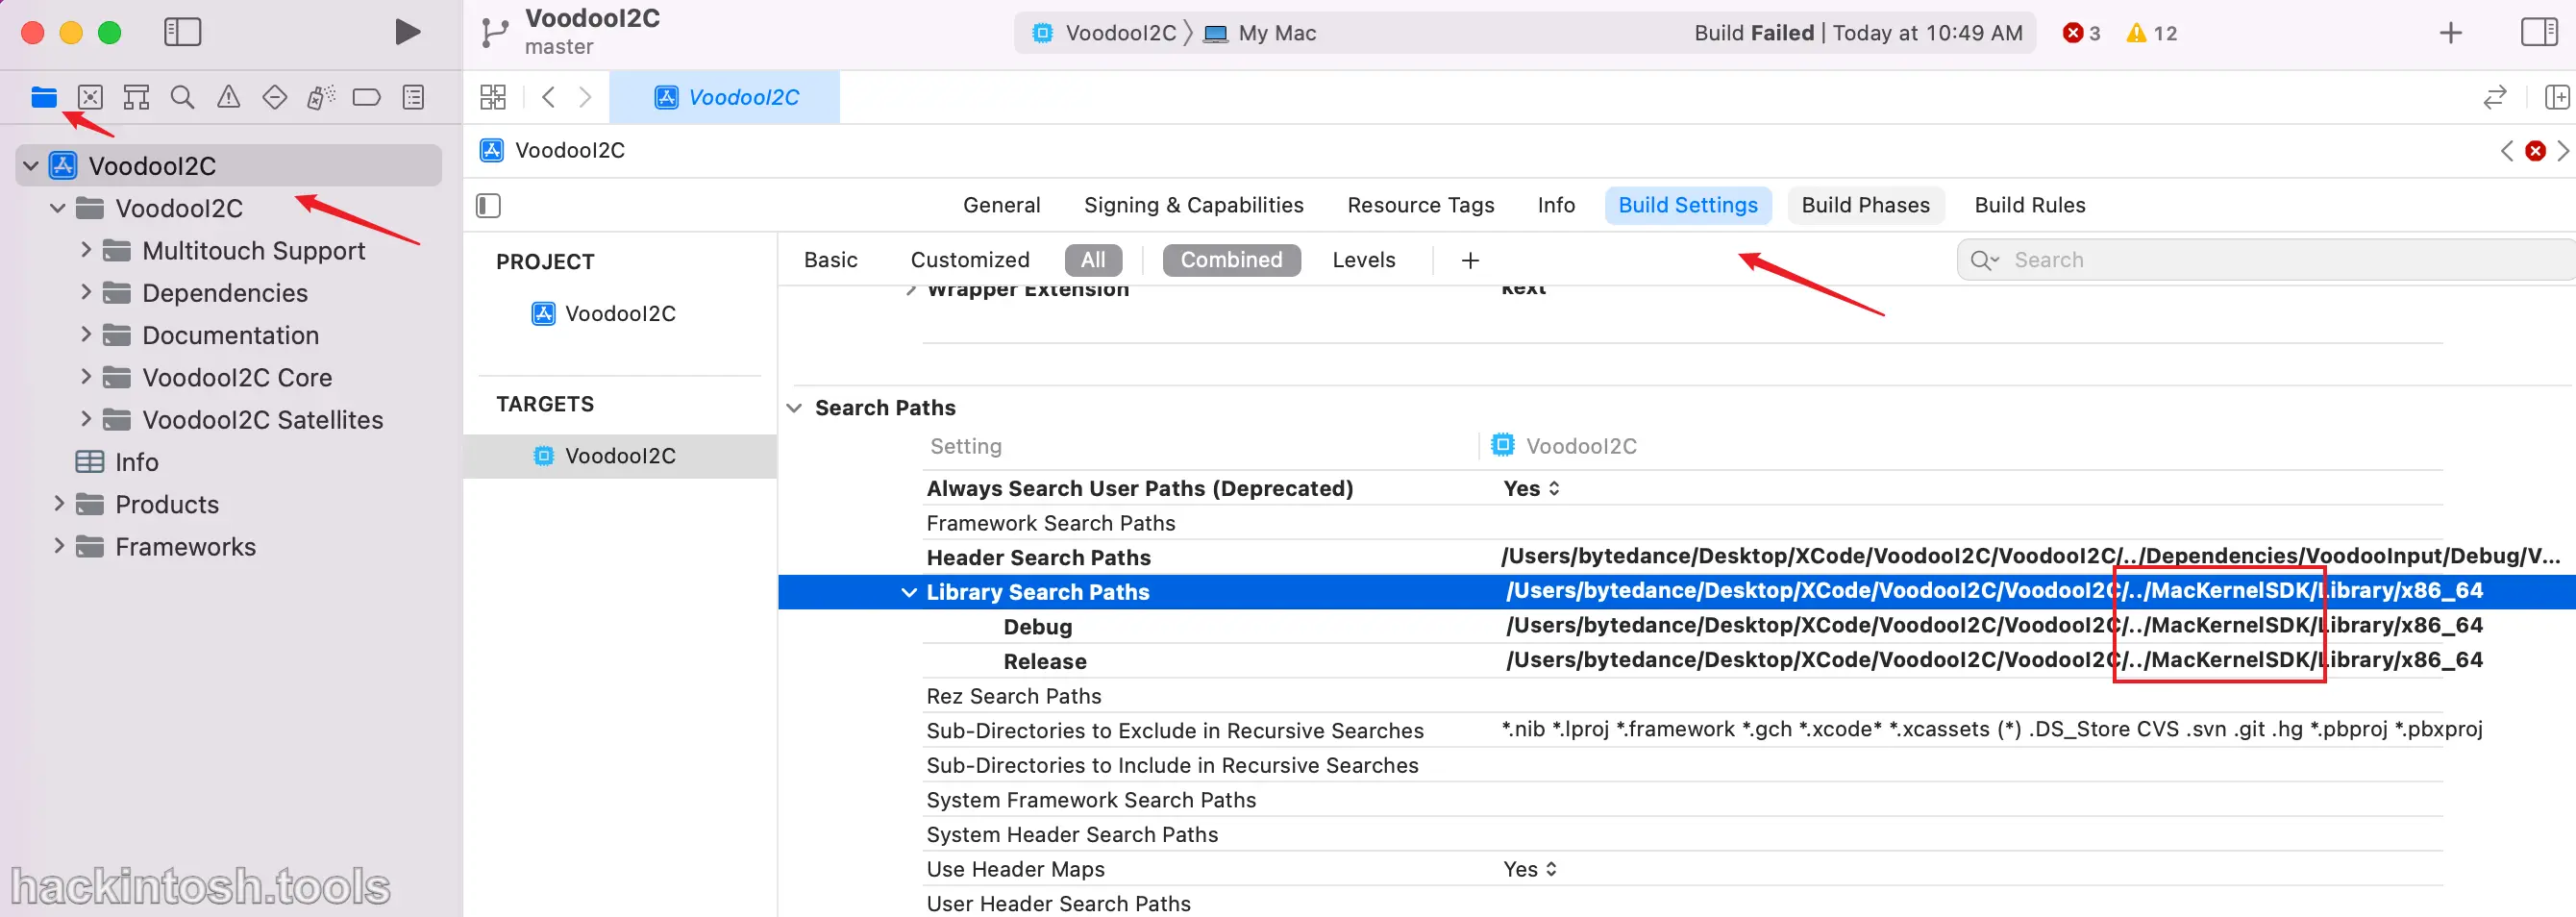 VoodooI2C
master
VoodooI2C 〉 My Mac
Build Failed | Today at 10:49 AM
3
12
VoodooI2C
VoodooI2C
VoodooI2C
VoodooI2C
Multitouch Support
Dependencies
Documentation
VoodooI2C Core
VoodooI2C Satellites
Info
Products
Frameworks
General Signing & Capabilities Resource Tags Info Build Settings Build Phases Build Rules
PROJECT
VoodooI2C
TARGETS
VoodooI2C
Basic Customized All Combined Levels +
Search
Wrapper Extension kext
Search Paths
Setting VoodooI2C
Always Search User Paths (Deprecated) Yes
Framework Search Paths
Header Search Paths /Users/bytedance/Desktop/XCode/VoodooI2C/VoodooI2C/../Dependencies/VoodooInput/Debug/V...
Library Search Paths /Users/bytedance/Desktop/XCode/VoodooI2C/VoodooI2C/../MacKernelSDK/Library/x86_64
Debug /Users/bytedance/Desktop/XCode/VoodooI2C/VoodooI2C/../MacKernelSDK/Library/x86_64
Release /Users/bytedance/Desktop/XCode/VoodooI2C/VoodooI2C/../MacKernelSDK/Library/x86_64
Rez Search Paths
Sub-Directories to Exclude in Recursive Searches *.nib *.lproj *.framework *.gch *.xcode* *.xcassets (*) .DS_Store CVS .svn .git .hg *.pbproj *.pbxproj
Sub-Directories to Include in Recursive Searches
System Framework Search Paths
System Header Search Paths
Use Header Maps Yes
User Header Search Paths
hackintosh.tools